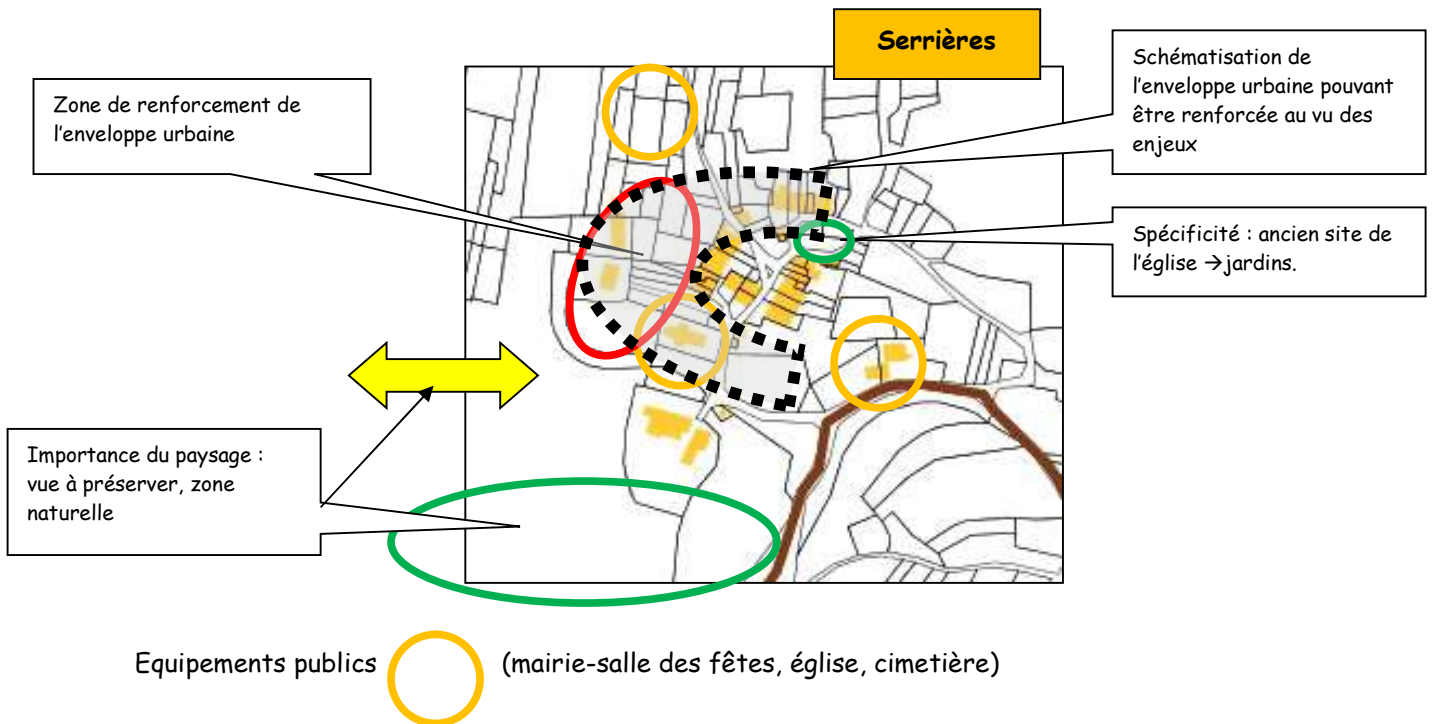 Serrières
Zone de renforcement de
l'enveloppe urbaine
Schématisation de
l'enveloppe urbaine pouvant
être renforcée au vu des
enjeux
Spécificité : ancien site de
l'église →jardins.
Importance du paysage :
vue à préserver, zone
naturelle
Equipements publics (mairie-salle des fêtes, église, cimetière)